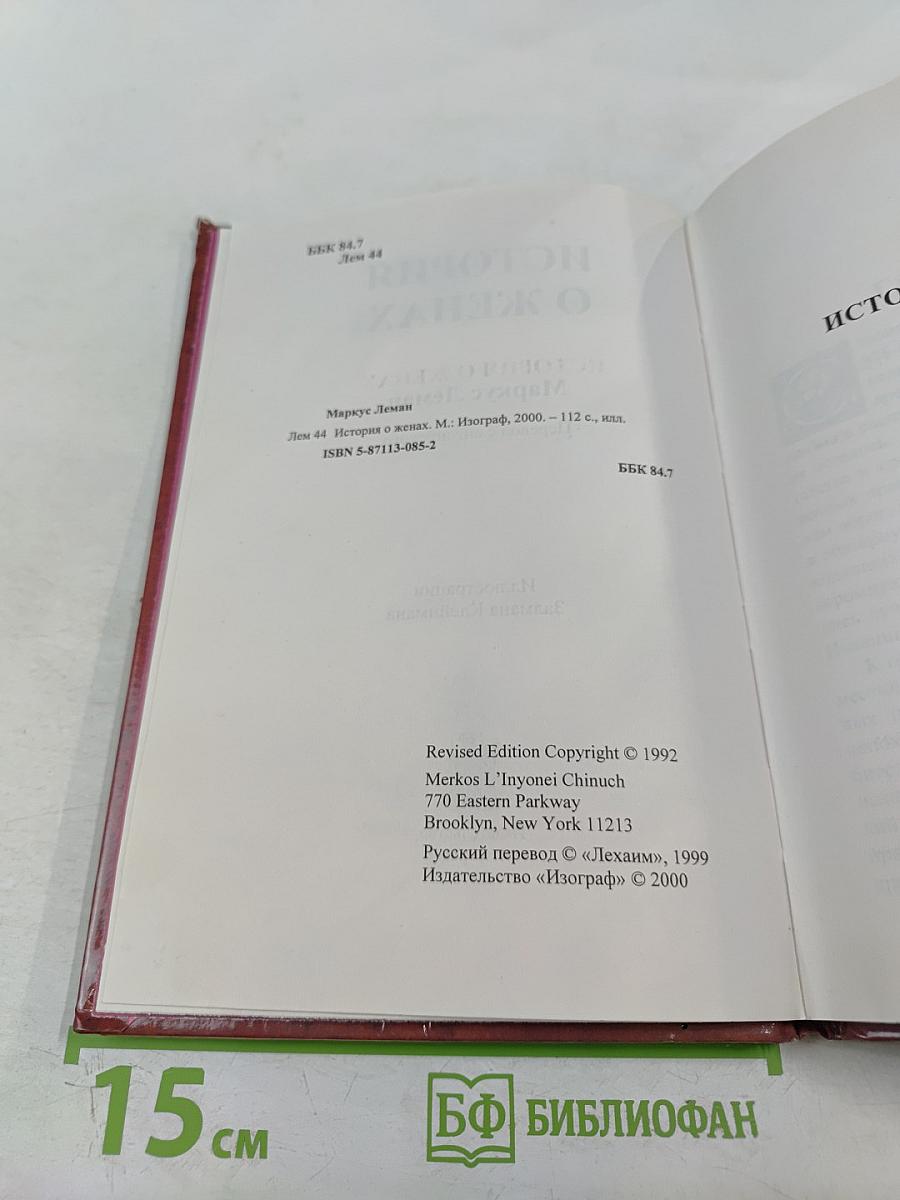 ББК 84.7
Лем 44
Маркус Леман
Лем 44 История о женах. М.: Изограф, 2000. – 112 с., илл.
ISBN 5-87113-085-2
ББК 84.7
Revised Edition Copyright © 1992
Merkos L'Inyonei Chinuch
770 Eastern Parkway
Brooklyn, New York 11213
Русский перевод © «Лехаим», 1999
Издательство «Изограф» © 2000
ИСТО
15 см
БФ БИБЛИОФАН